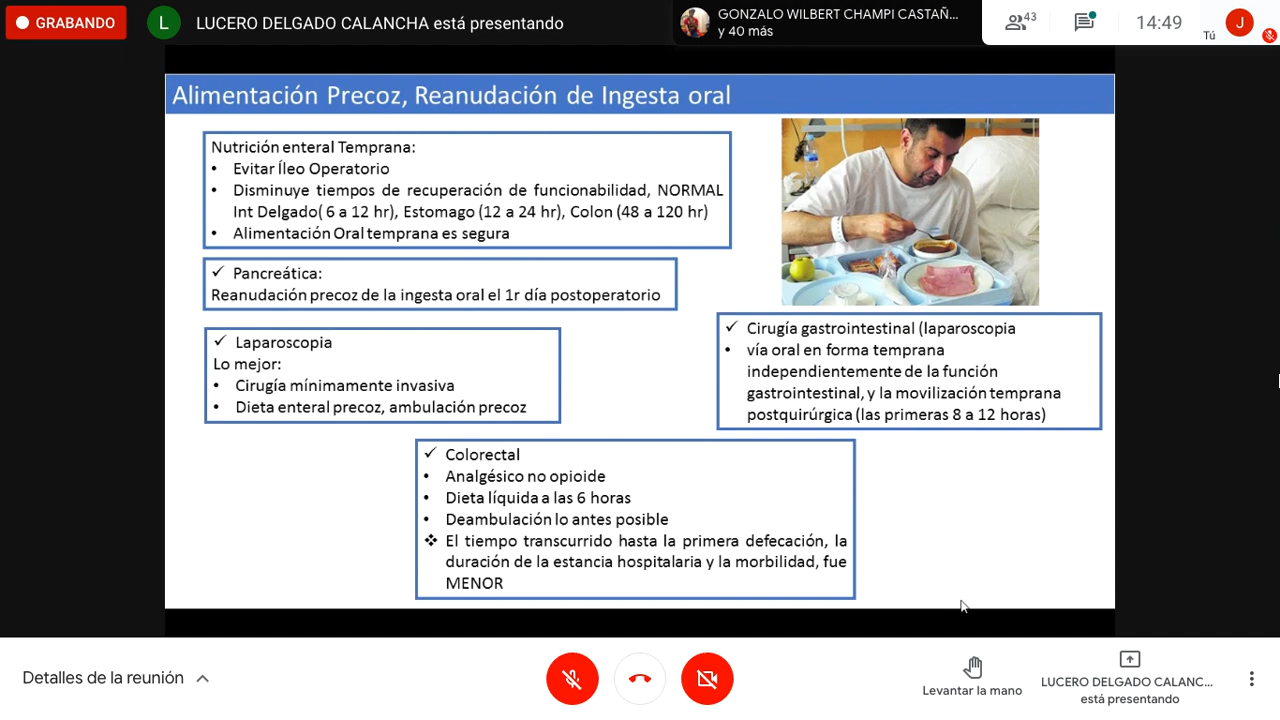 GRABANDO
L
LUCERO DELGADO CALANCHA está presentando
GONZALO WILBERT CHAMPI CASTAÑ...
y 40 más
43
14:49
Tú
J
Alimentación Precoz, Reanudación de Ingesta oral
Nutrición enteral Temprana:
• Evitar Íleo Operatorio
• Disminuye tiempos de recuperación de funcionabilidad, NORMAL
Int Delgado( 6 a 12 hr), Estomago (12 a 24 hr), Colon (48 a 120 hr)
• Alimentación Oral temprana es segura
✓ Pancreática:
Reanudación precoz de la ingesta oral el 1r día postoperatorio
✓ Laparoscopia
Lo mejor:
• Cirugía mínimamente invasiva
• Dieta enteral precoz, ambulación precoz
✓ Cirugía gastrointestinal (laparoscopia
• vía oral en forma temprana
independientemente de la función
gastrointestinal, y la movilización temprana
postquirúrgica (las primeras 8 a 12 horas)
✓ Colorectal
• Analgésico no opioide
• Dieta líquida a las 6 horas
• Deambulación lo antes posible
❖ El tiempo transcurrido hasta la primera defecación, la
duración de la estancia hospitalaria y la morbilidad, fue
MENOR
Detalles de la reunión
Levantar la mano
LUCERO DELGADO CALANC...
está presentando